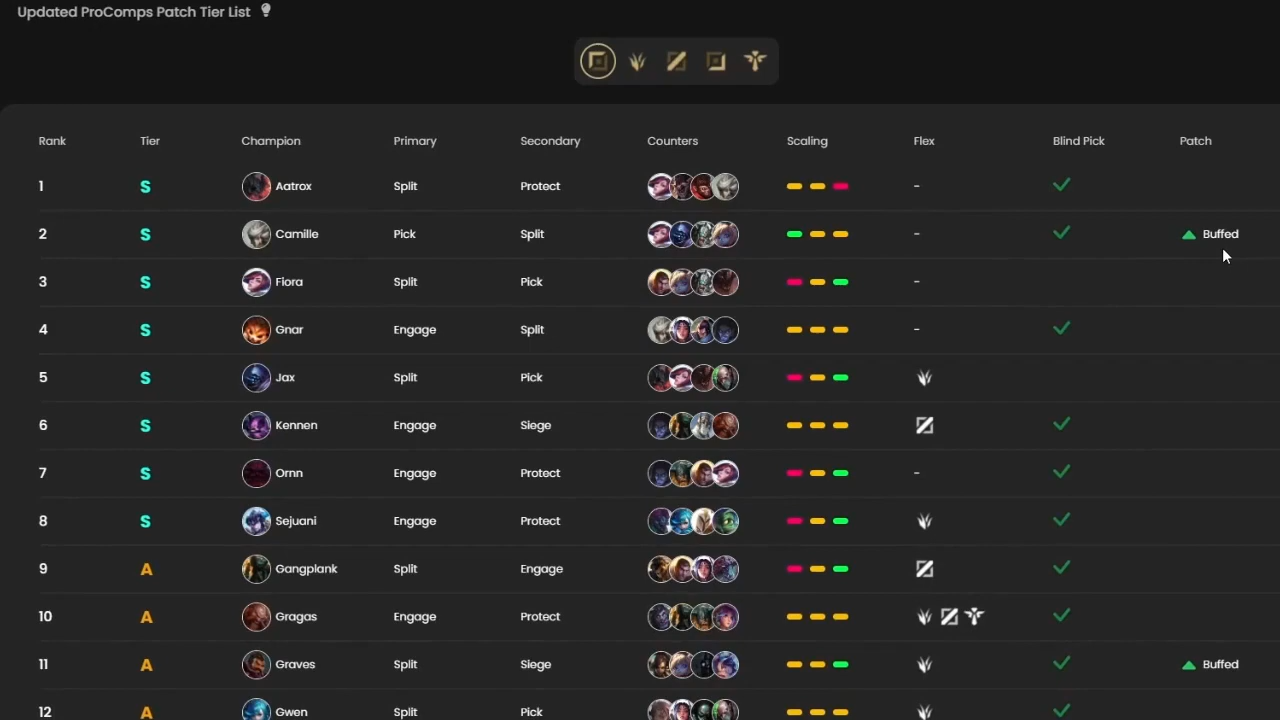 Updated ProComps Patch Tier List
Rank Tier Champion Primary Secondary Counters Scaling Flex Blind Pick Patch
1 S Aatrox Split Protect -
2 S Camille Pick Split - Buffed
3 S Fiora Split Pick -
4 S Gnar Engage Split -
5 S Jax Split Pick
6 S Kennen Engage Siege
7 S Ornn Engage Protect -
8 S Sejuani Engage Protect
9 A Gangplank Split Engage
10 A Gragas Engage Protect
11 A Graves Split Siege Buffed
12 A Gwen Split Pick